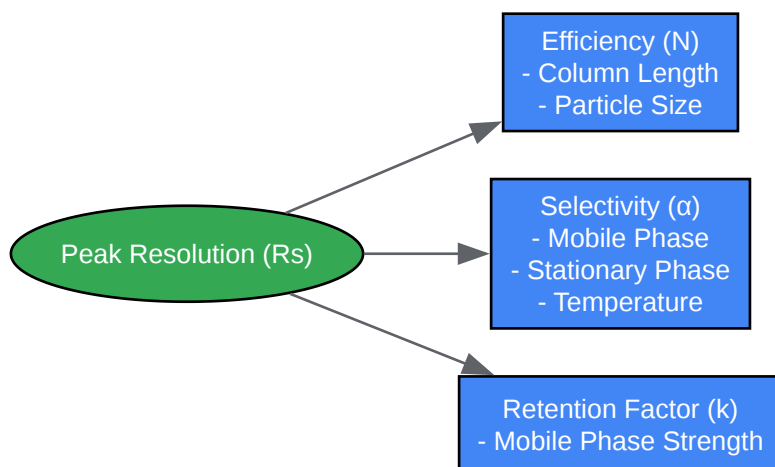 Efficiency (N)
- Column Length
- Particle Size
Peak Resolution (Rs)
Selectivity (α)
- Mobile Phase
- Stationary Phase
- Temperature
Retention Factor (k)
- Mobile Phase Strength